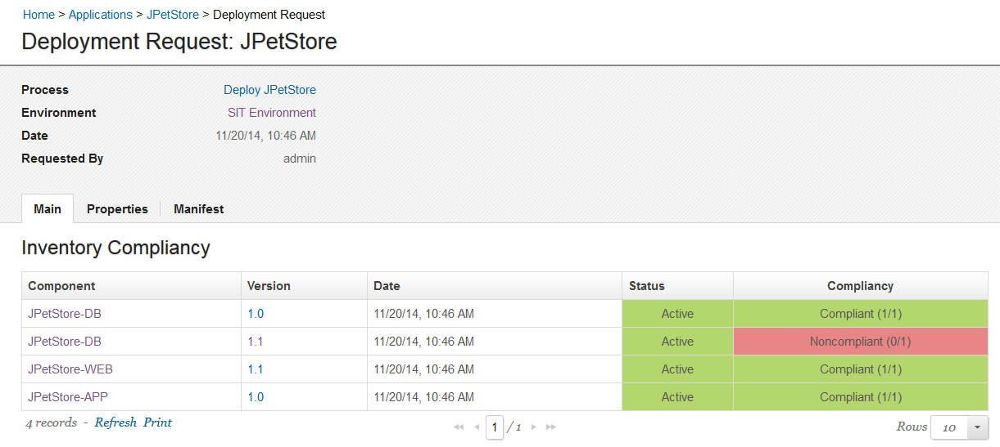 Home > Applications > JPetStore > Deployment Request
Deployment Request: JPetStore
Process Deploy JPetStore
Environment SIT Environment
Date 11/20/14, 10:46 AM
Requested By admin
Main Properties Manifest
Inventory Compliancy
Component Version Date Status Compliancy
JPetStore-DB 1.0 11/20/14, 10:46 AM Active Compliant (1/1)
JPetStore-DB 1.1 11/20/14, 10:46 AM Active Noncompliant (0/1)
JPetStore-WEB 1.1 11/20/14, 10:46 AM Active Compliant (1/1)
JPetStore-APP 1.0 11/20/14, 10:46 AM Active Compliant (1/1)
4 records - Refresh Print 1 / 1 Rows 10